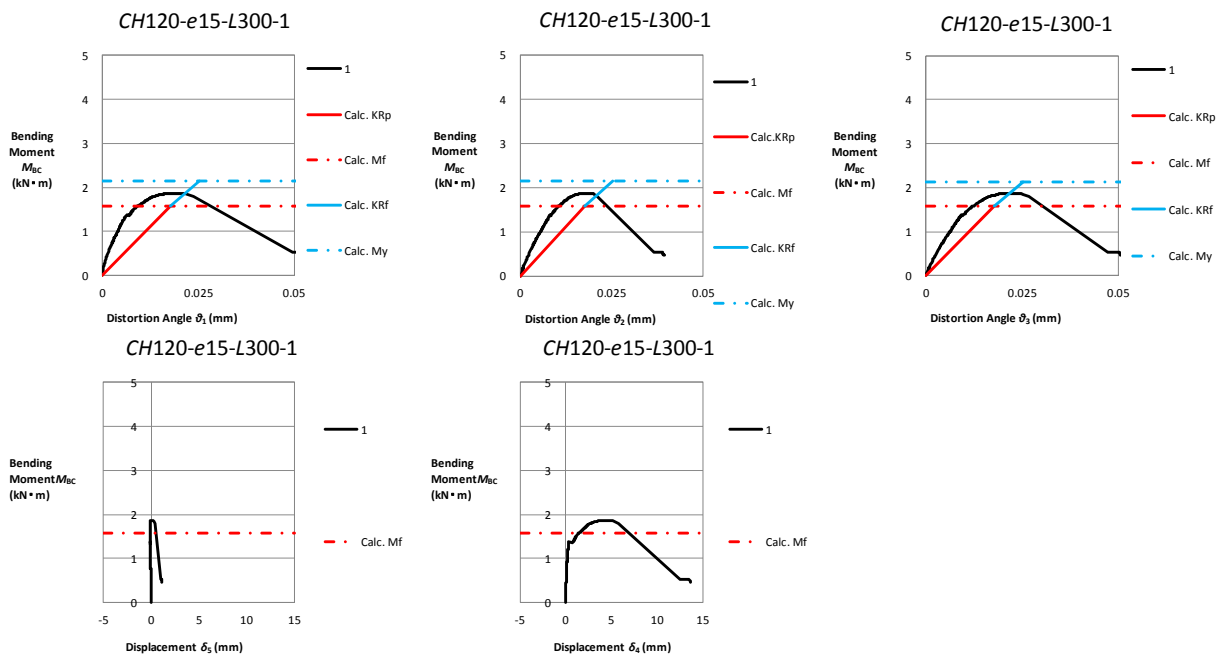 CH120-e15-L300-1
5
4
3
2
1
0
0
0.025
0.05
Bending
Moment
MBC
(kN・m)
Distortion Angle ϑ1 (mm)
1
Calc. KRp
Calc. Mf
Calc. KRf
Calc. My
CH120-e15-L300-1
5
4
3
2
1
0
0
0.025
0.05
Bending
Moment
MBC
(kN・m)
Distortion Angle ϑ2 (mm)
1
Calc.KRp
Calc. Mf
Calc. KRf
Calc. My
CH120-e15-L300-1
5
4
3
2
1
0
0
0.025
0.05
Bending
Moment
MBC
(kN・m)
Distortion Angle ϑ3 (mm)
1
Calc. KRp
Calc. Mf
Calc. KRf
Calc. My
CH120-e15-L300-1
5
4
3
2
1
0
-5
0
5
10
15
Bending
MomentMBC
(kN・m)
Displacement δ5 (mm)
1
Calc. Mf
CH120-e15-L300-1
5
4
3
2
1
0
-5
0
5
10
15
Bending
MomentMBC
(kN・m)
Displacement δ4 (mm)
1
Calc. Mf